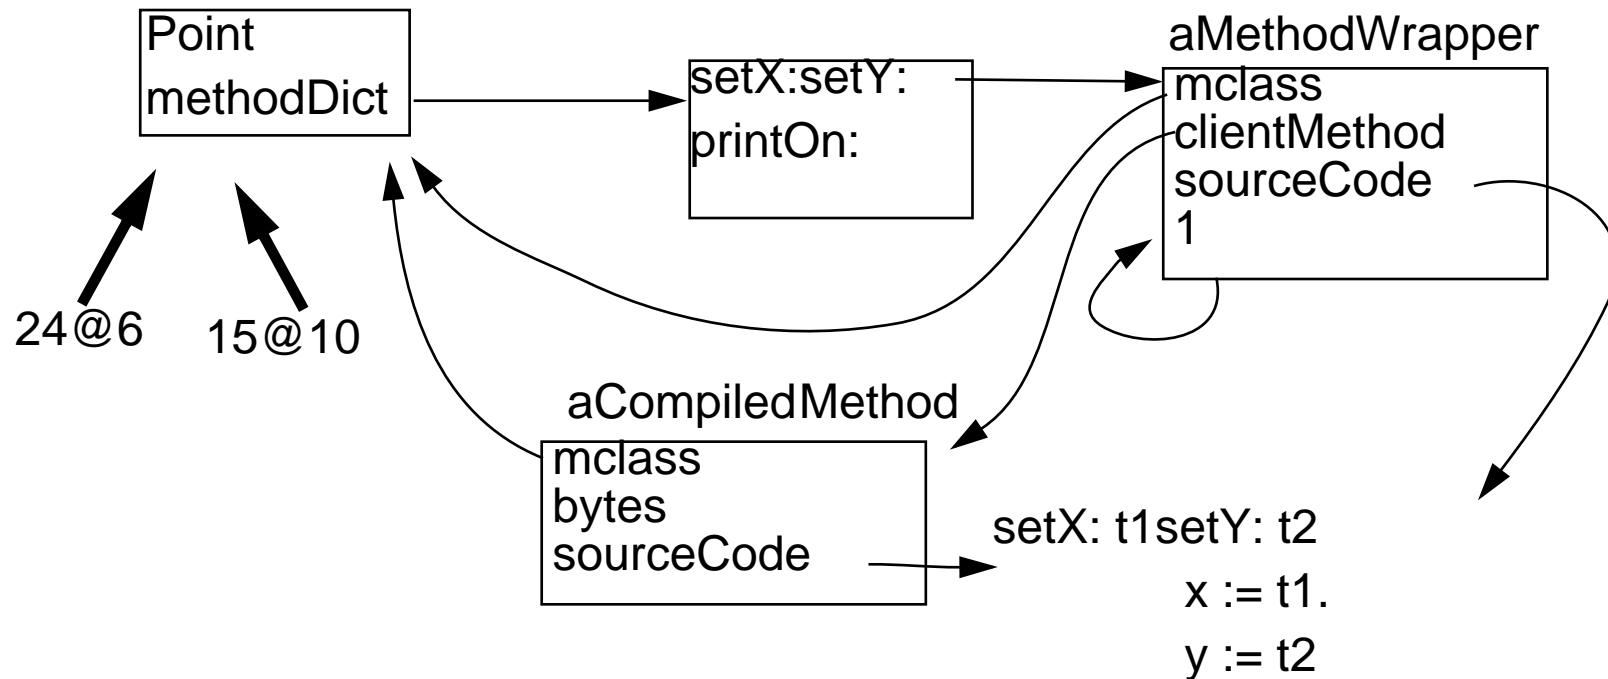 Point
methodDict
setX:setY:
printOn:
aMethodWrapper
mclass
clientMethod
sourceCode
1
24@6
15@10
aCompiledMethod
mclass
bytes
sourceCode
setX: t1setY: t2
x := t1.
y := t2